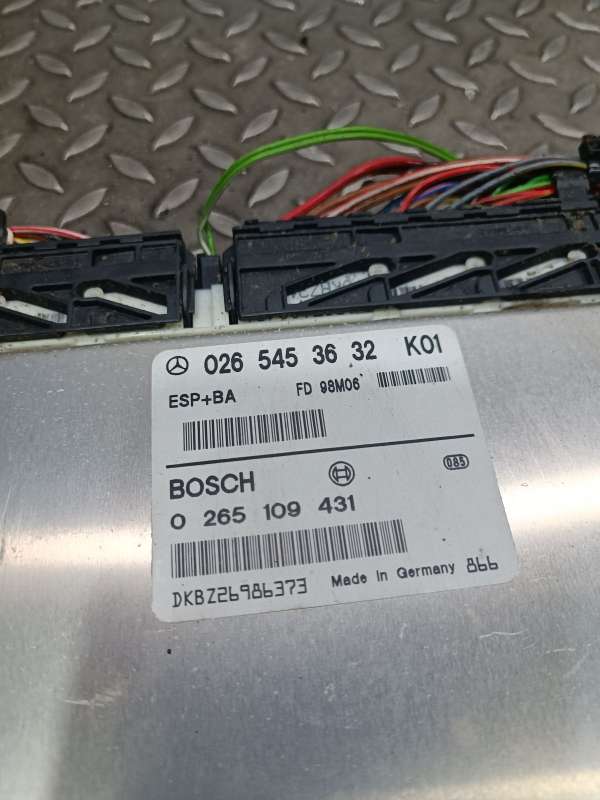 026 545 36 32 K01
ESP+BA FD 98M06
BOSCH 085
0 265 109 431
DKBZ26986373 Made in Germany 866